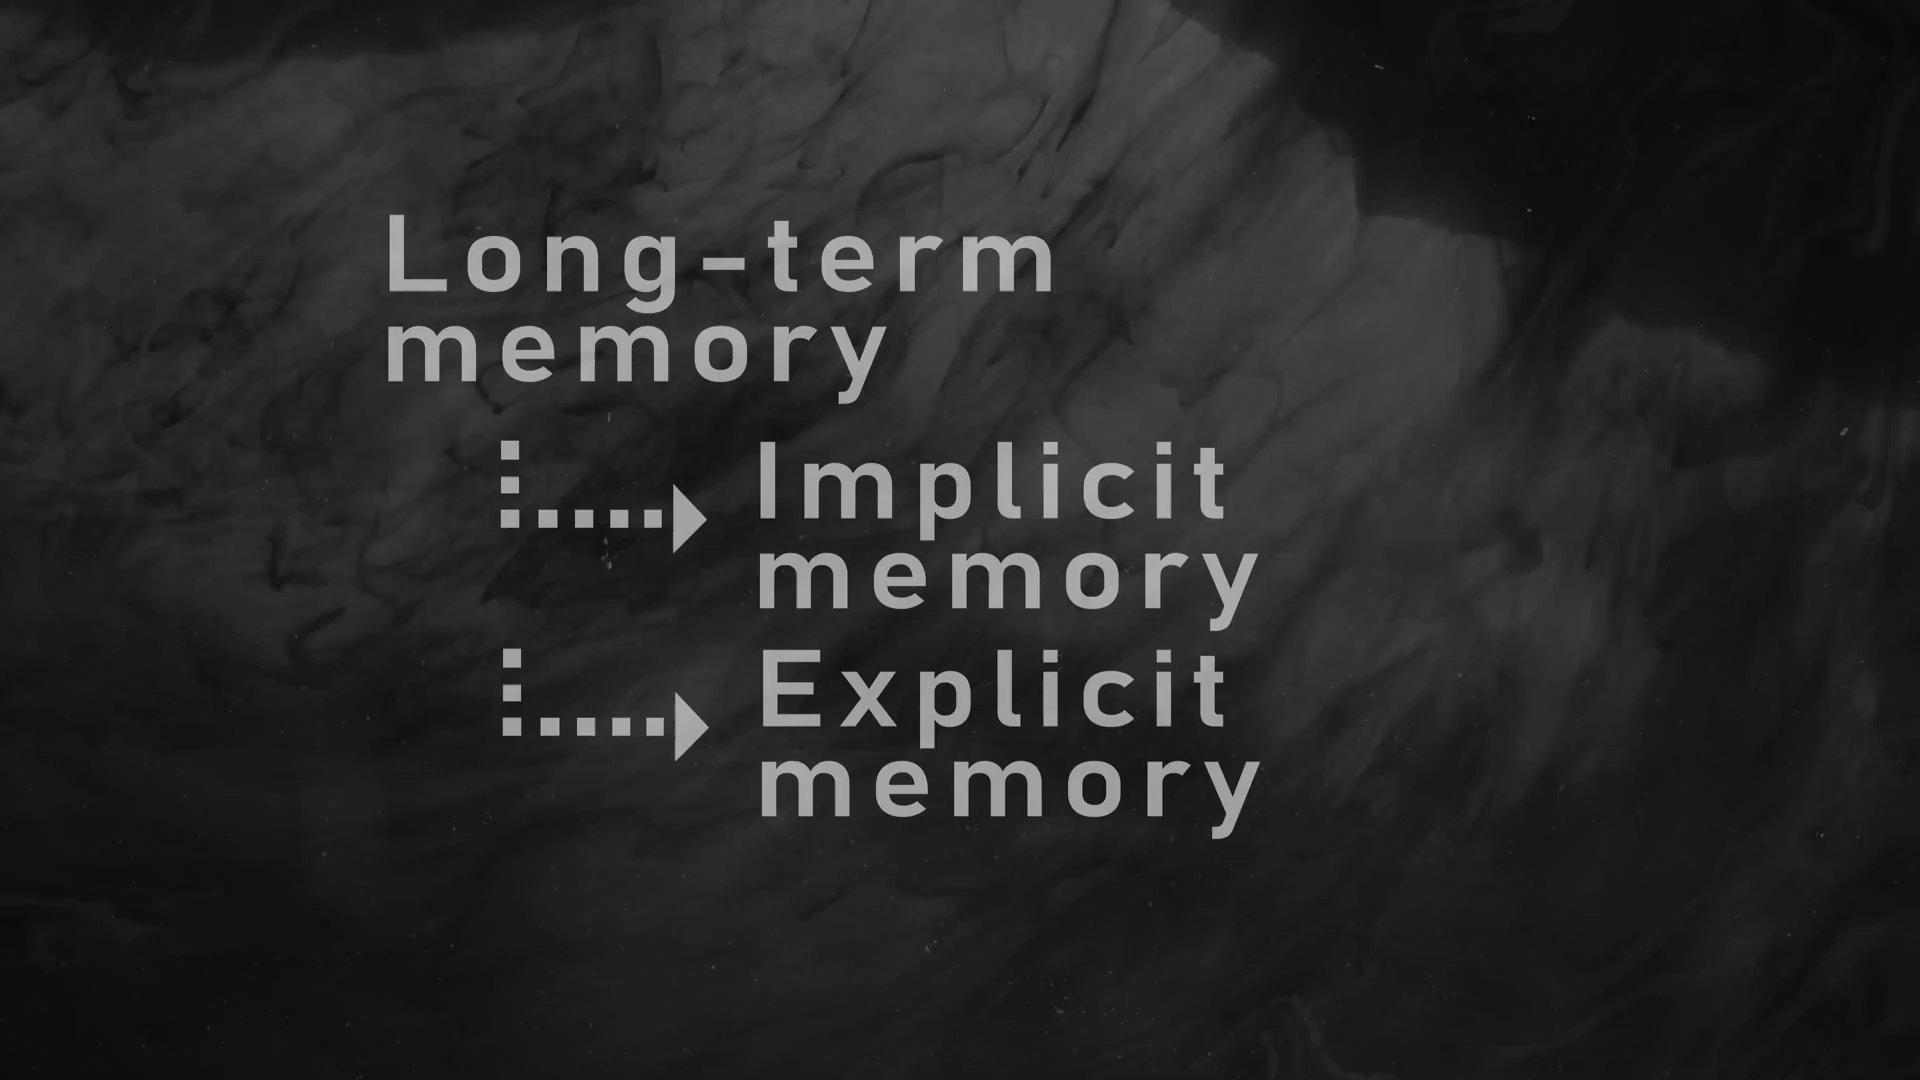 Long-term
memory
Implicit
memory
Explicit
memory